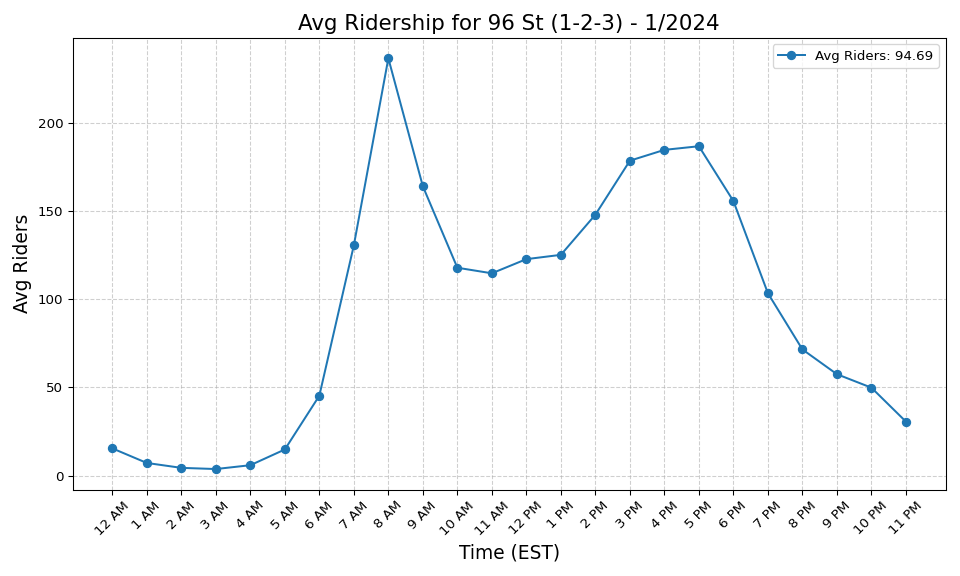 Avg Ridership for 96 St (1-2-3) - 1/2024
Avg Riders: 94.69
Avg Riders
200
150
100
50
0
12 AM
1 AM
2 AM
3 AM
4 AM
5 AM
6 AM
7 AM
8 AM
9 AM
10 AM
11 AM
12 PM
1 PM
2 PM
3 PM
4 PM
5 PM
6 PM
7 PM
8 PM
9 PM
10 PM
11 PM
Time (EST)